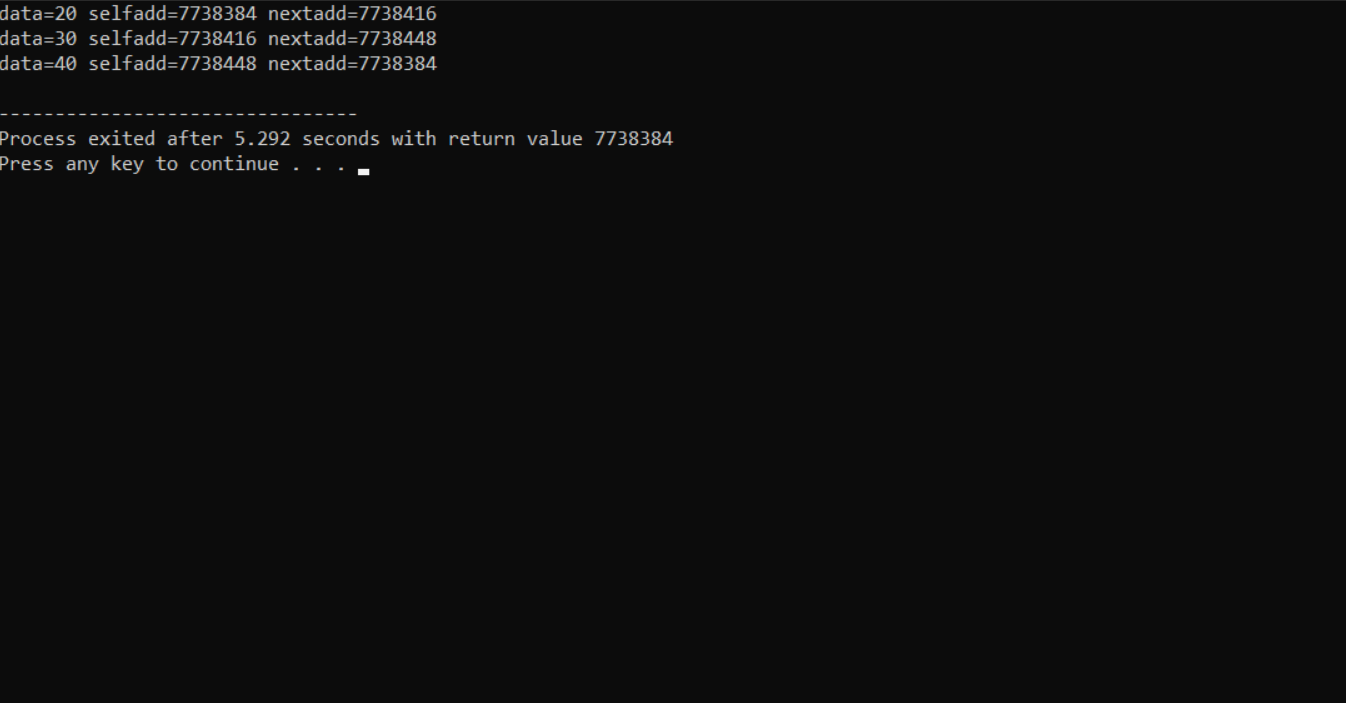 data=20 selfadd=7738384 nextadd=7738416
data=30 selfadd=7738416 nextadd=7738448
data=40 selfadd=7738448 nextadd=7738384
--------------------------------
Process exited after 5.292 seconds with return value 7738384
Press any key to continue . . .